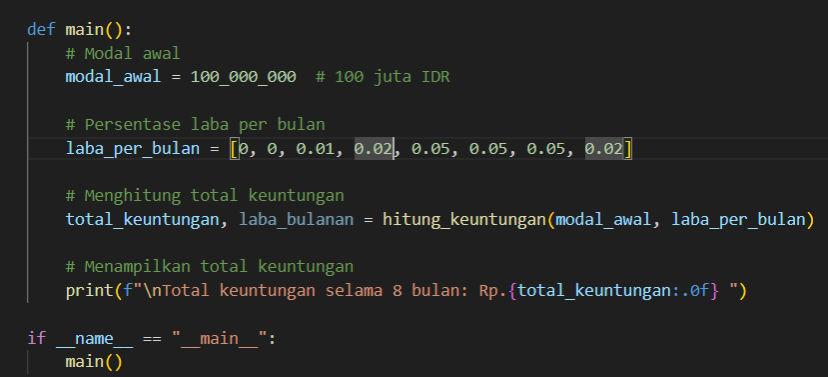 def main():
    # Modal awal
    modal_awal = 100_000_000  # 100 juta IDR
    # Persentase laba per bulan
    laba_per_bulan = [0, 0, 0.01, 0.02, 0.05, 0.05, 0.05, 0.02]
    # Menghitung total keuntungan
    total_keuntungan, laba_bulanan = hitung_keuntungan(modal_awal, laba_per_bulan)
    # Menampilkan total keuntungan
    print(f"\nTotal keuntungan selama 8 bulan: Rp.{total_keuntungan:.0f} ")
if __name__ == "__main__":
    main()